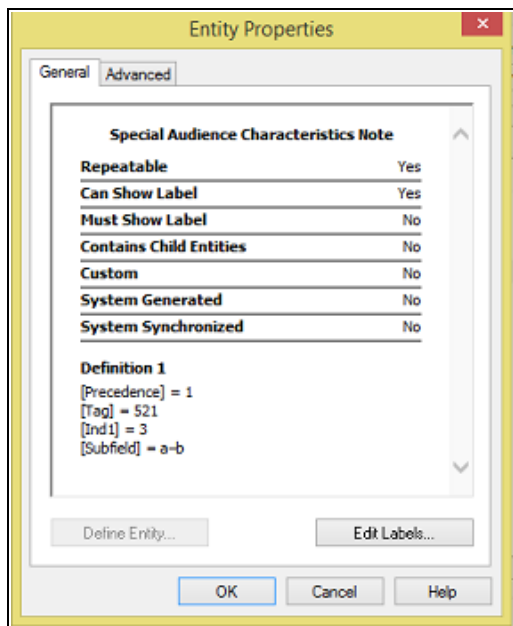 Entity Properties
General Advanced
Special Audience Characteristics Note
Repeatable Yes
Can Show Label Yes
Must Show Label No
Contains Child Entities No
Custom No
System Generated No
System Synchronized No
Definition 1
[Precedence] = 1
[Tag] = 521
[Ind1] = 3
[Subfield] = a-b
Define Entity... Edit Labels...
OK Cancel Help